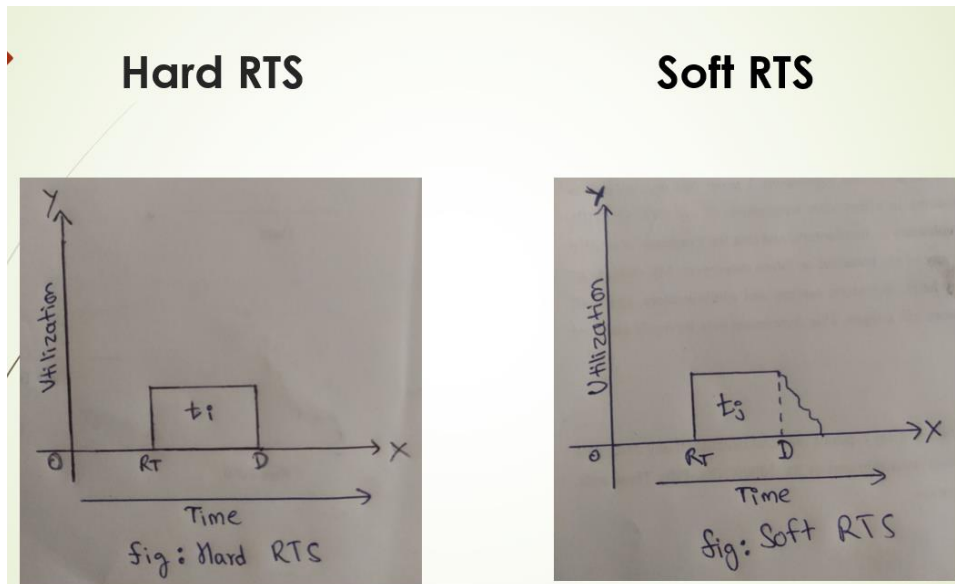 Hard RTS
Soft RTS
Y
Utilization
ti
O
RT
D
X
Time
fig: Hard RTS
Y
Utilization
tj
O
RT
D
X
Time
fig: Soft RTS